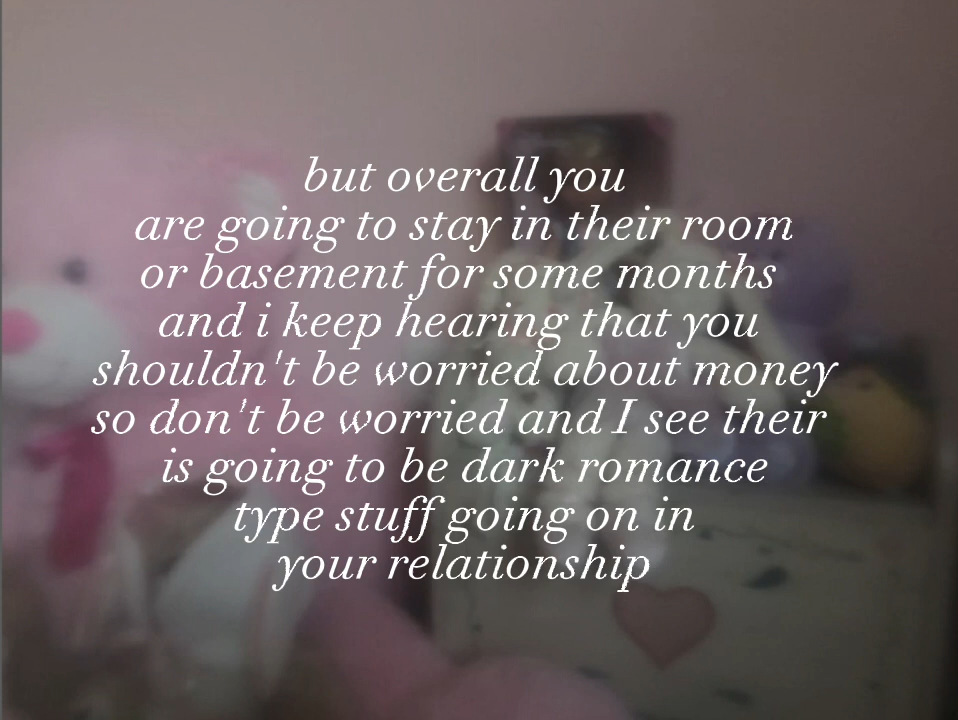 but overall you
are going to stay in their room
or basement for some months
and i keep hearing that you
shouldn't be worried about money
so don't be worried and I see their
is going to be dark romance
type stuff going on in
your relationship